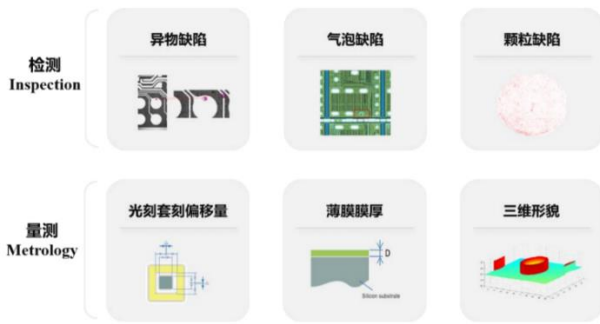 检测
Inspection
异物缺陷
气泡缺陷
颗粒缺陷
量测
Metrology
光刻套刻偏移量
薄膜膜厚
三维形貌
D
Silicon substrate